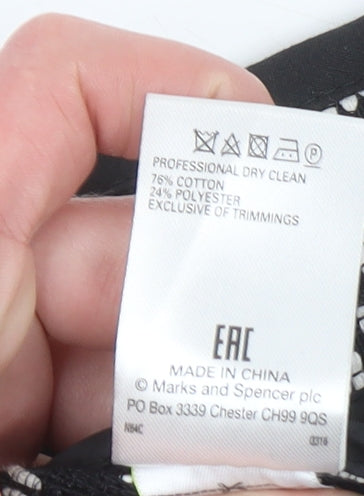 P
PROFESSIONAL DRY CLEAN
76% COTTON
24% POLYESTER
EXCLUSIVE OF TRIMMINGS
EAC
MADE IN CHINA
© Marks and Spencer plc
PO Box 3339 Chester CH99 9QS